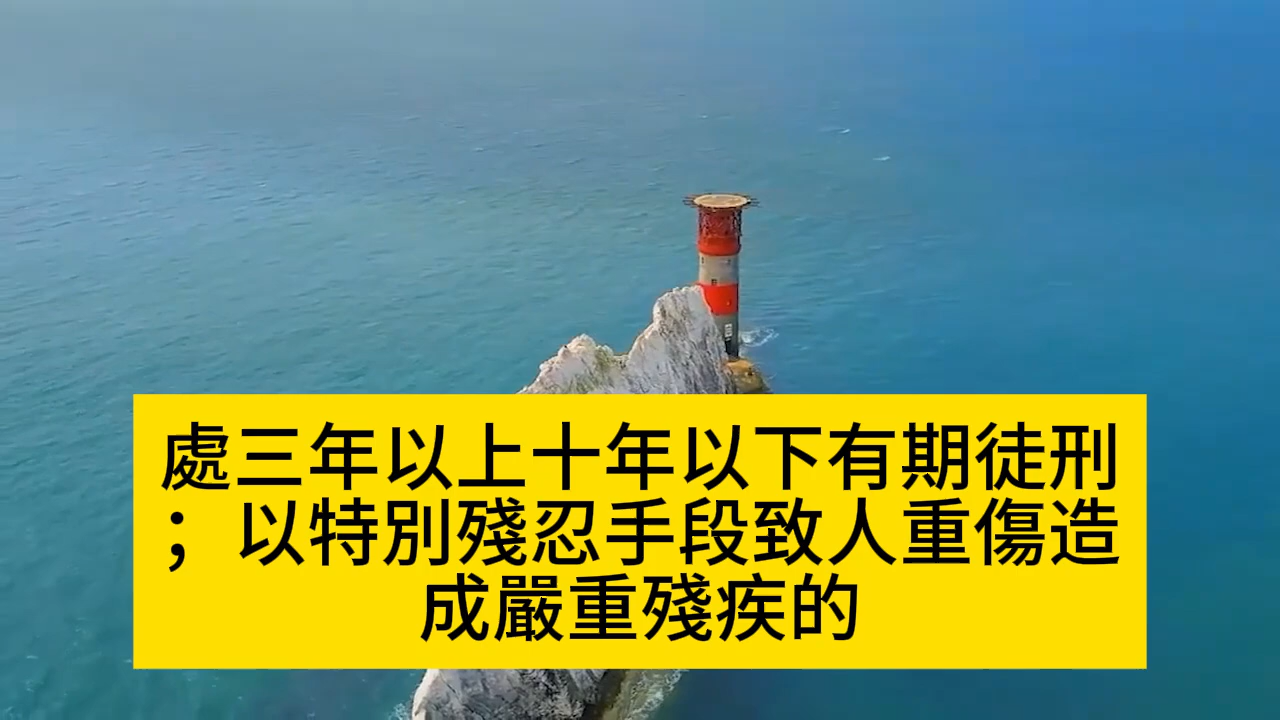 處三年以上十年以下有期徒刑
；以特別殘忍手段致人重傷造
成嚴重殘疾的